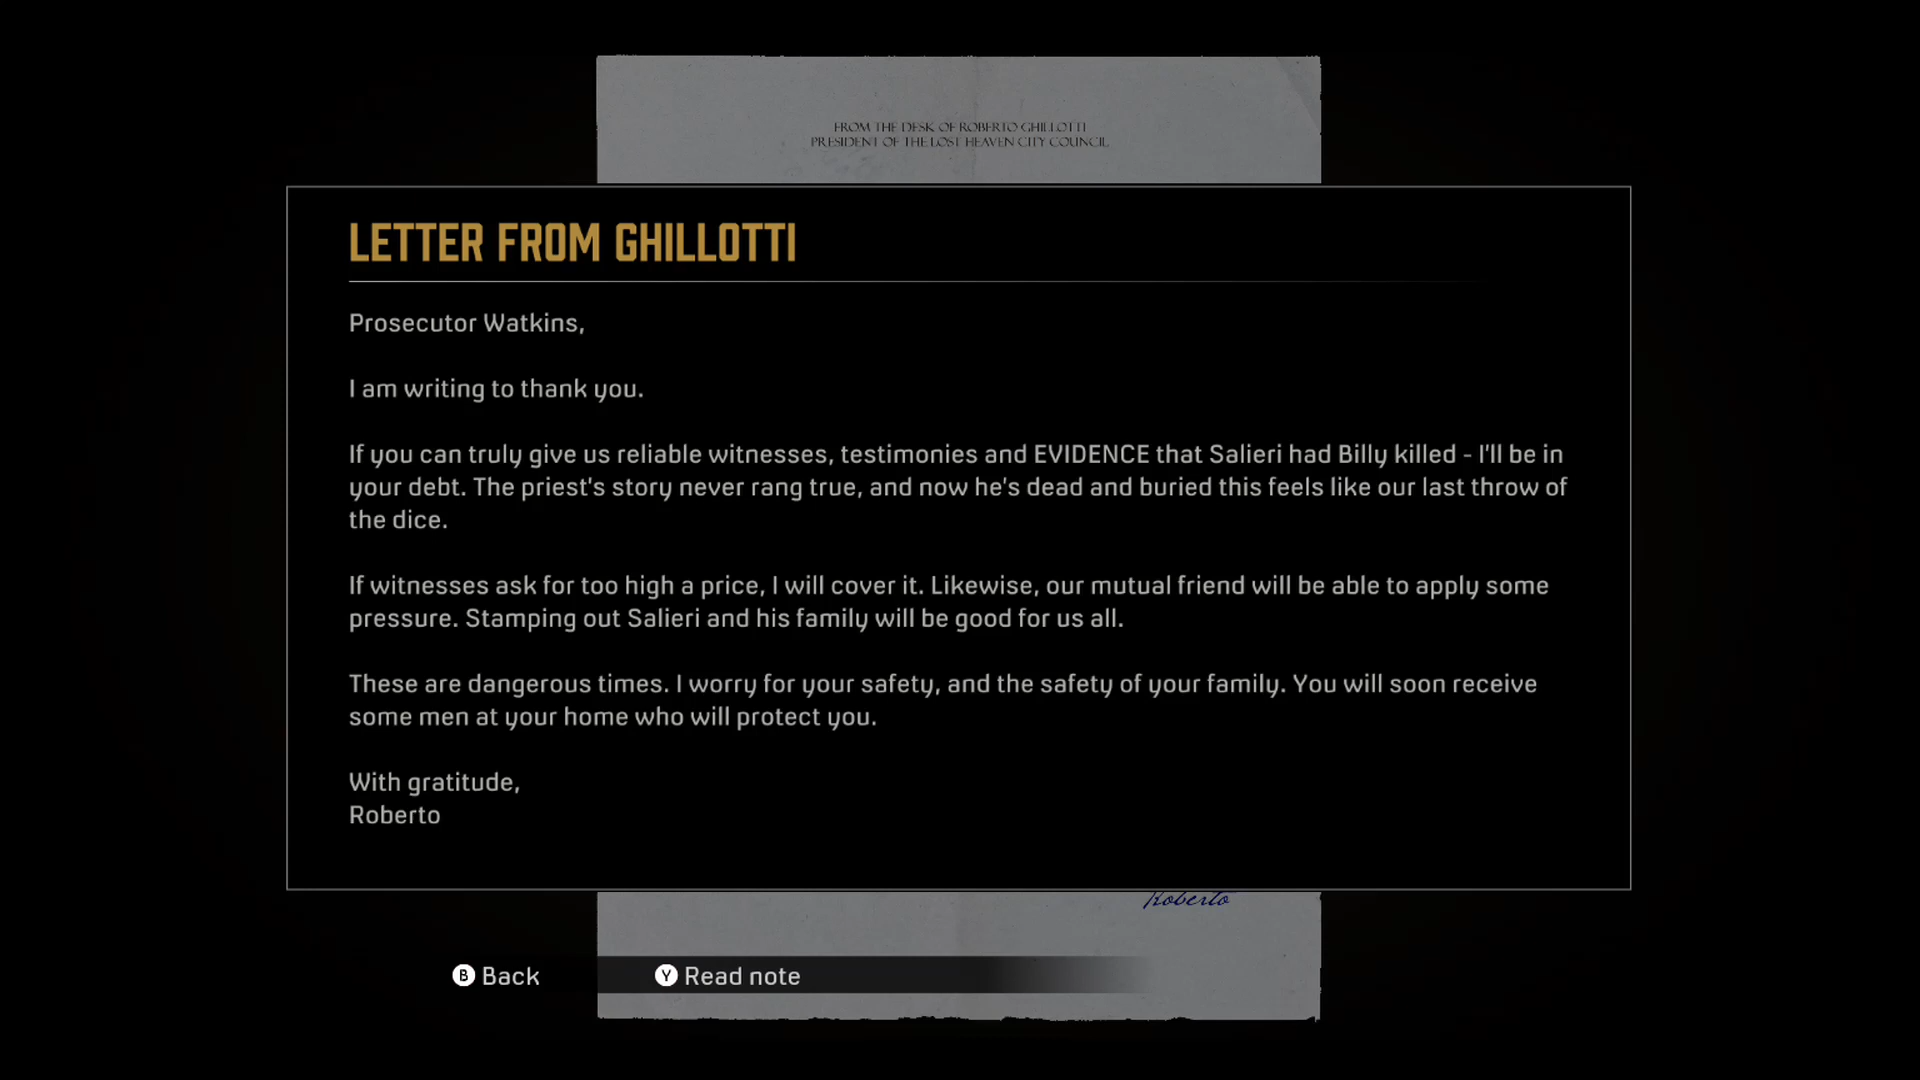 FROM THE DESK OF ROBERTO GHILLOTTI
PRESIDENT OF THE LOST HEAVEN CITY COUNCIL
LETTER FROM GHILLOTTI
Prosecutor Watkins,
I am writing to thank you.
If you can truly give us reliable witnesses, testimonies and EVIDENCE that Salieri had Billy killed - I'll be in
your debt. The priest's story never rang true, and now he's dead and buried this feels like our last throw of
the dice.
If witnesses ask for too high a price, I will cover it. Likewise, our mutual friend will be able to apply some
pressure. Stamping out Salieri and his family will be good for us all.
These are dangerous times. I worry for your safety, and the safety of your family. You will soon receive
some men at your home who will protect you.
With gratitude,
Roberto
Roberto
B Back
Y Read note